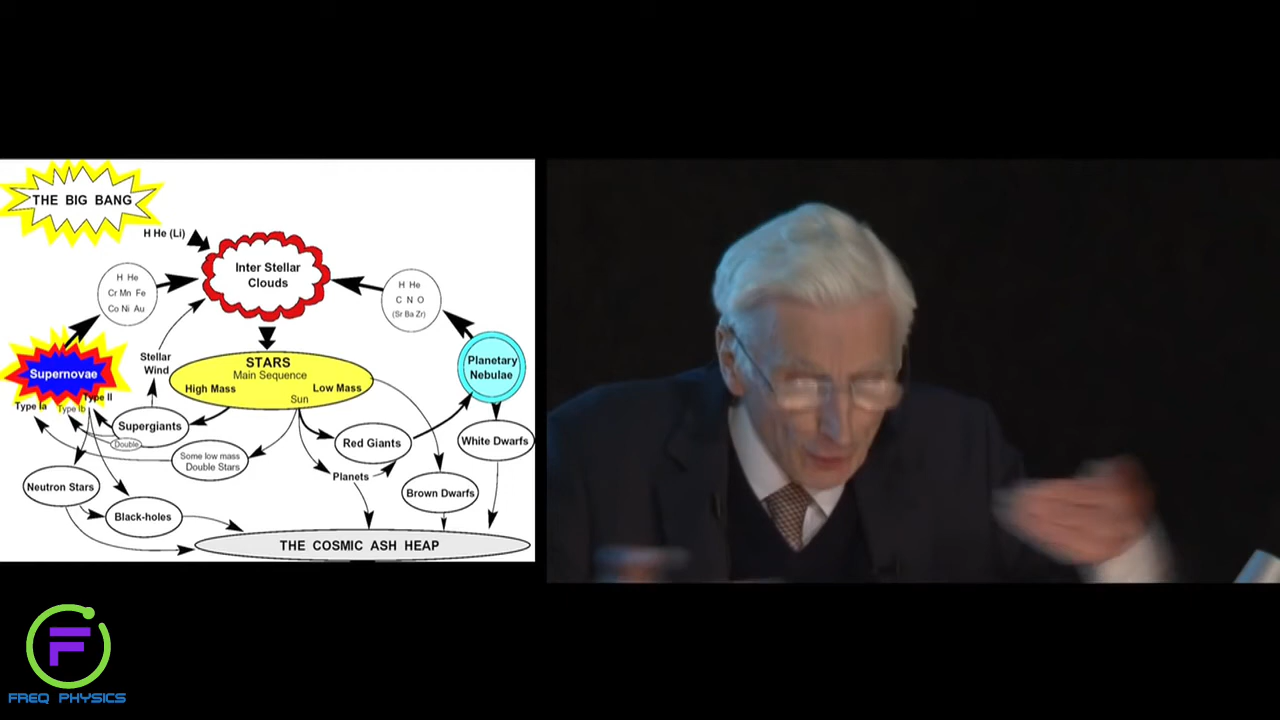 THE BIG BANG
H He (Li)
Inter Stellar
Clouds
H He
Cr Mn Fe
Co Ni Au
H He
C N O
(Sr Ba Zr)
Supernovae
Type II
Type Ib
Type Ia
Stellar
Wind
STARS
Main Sequence
High Mass
Low Mass
Sun
Planetary
Nebulae
Supergiants
Double
Some low mass
Double Stars
Red Giants
White Dwarfs
Planets
Neutron Stars
Brown Dwarfs
Black-holes
THE COSMIC ASH HEAP
F
FREQ PHYSICS